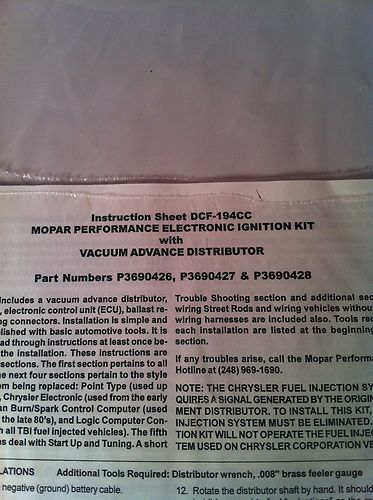 Instruction Sheet DCF-194CC
MOPAR PERFORMANCE ELECTRONIC IGNITION KIT
with
VACUUM ADVANCE DISTRIBUTOR
Part Numbers P3690426, P3690427 & P3690428
includes a vacuum advance distributor,
, electronic control unit (ECU), ballast re-
ng connectors. Installation is simple and
lished with basic automotive tools. It is
ad through instructions at least once be-
the installation. These instructions are
sections. The first section pertains to all
e next four sections pertain to the style
em being replaced: Point Type (used up
, Chrysler Electronic (used from the early
an Burn/Spark Control Computer (used
the late 80's), and Logic Computer Con-
n all TBI fuel injected vehicles). The fifth
s deal with Start Up and Tuning. A short
Trouble Shooting section and additional sec
wiring Street Rods and wiring vehicles withou
wiring harnesses are included also. Tools req
each installation are listed at the beginning
section.
If any troubles arise, call the Mopar Performa
Hotline at (248) 969-1690.
NOTE: THE CHRYSLER FUEL INJECTION SY
QUIRES A SIGNAL GENERATED BY THE ORIGIN
MENT DISTRIBUTOR. TO INSTALL THIS KIT,
INJECTION SYSTEM MUST BE ELIMINATED.
TION KIT WILL NOT OPERATE THE FUEL INJEC
TEM USED ON CHRYSLER CORPORATION VE
LATIONS Additional Tools Required: Distributor wrench, .008" brass feeler gauge
negative (ground) battery cable.
12. Rotate the distributor shaft by hand. It should